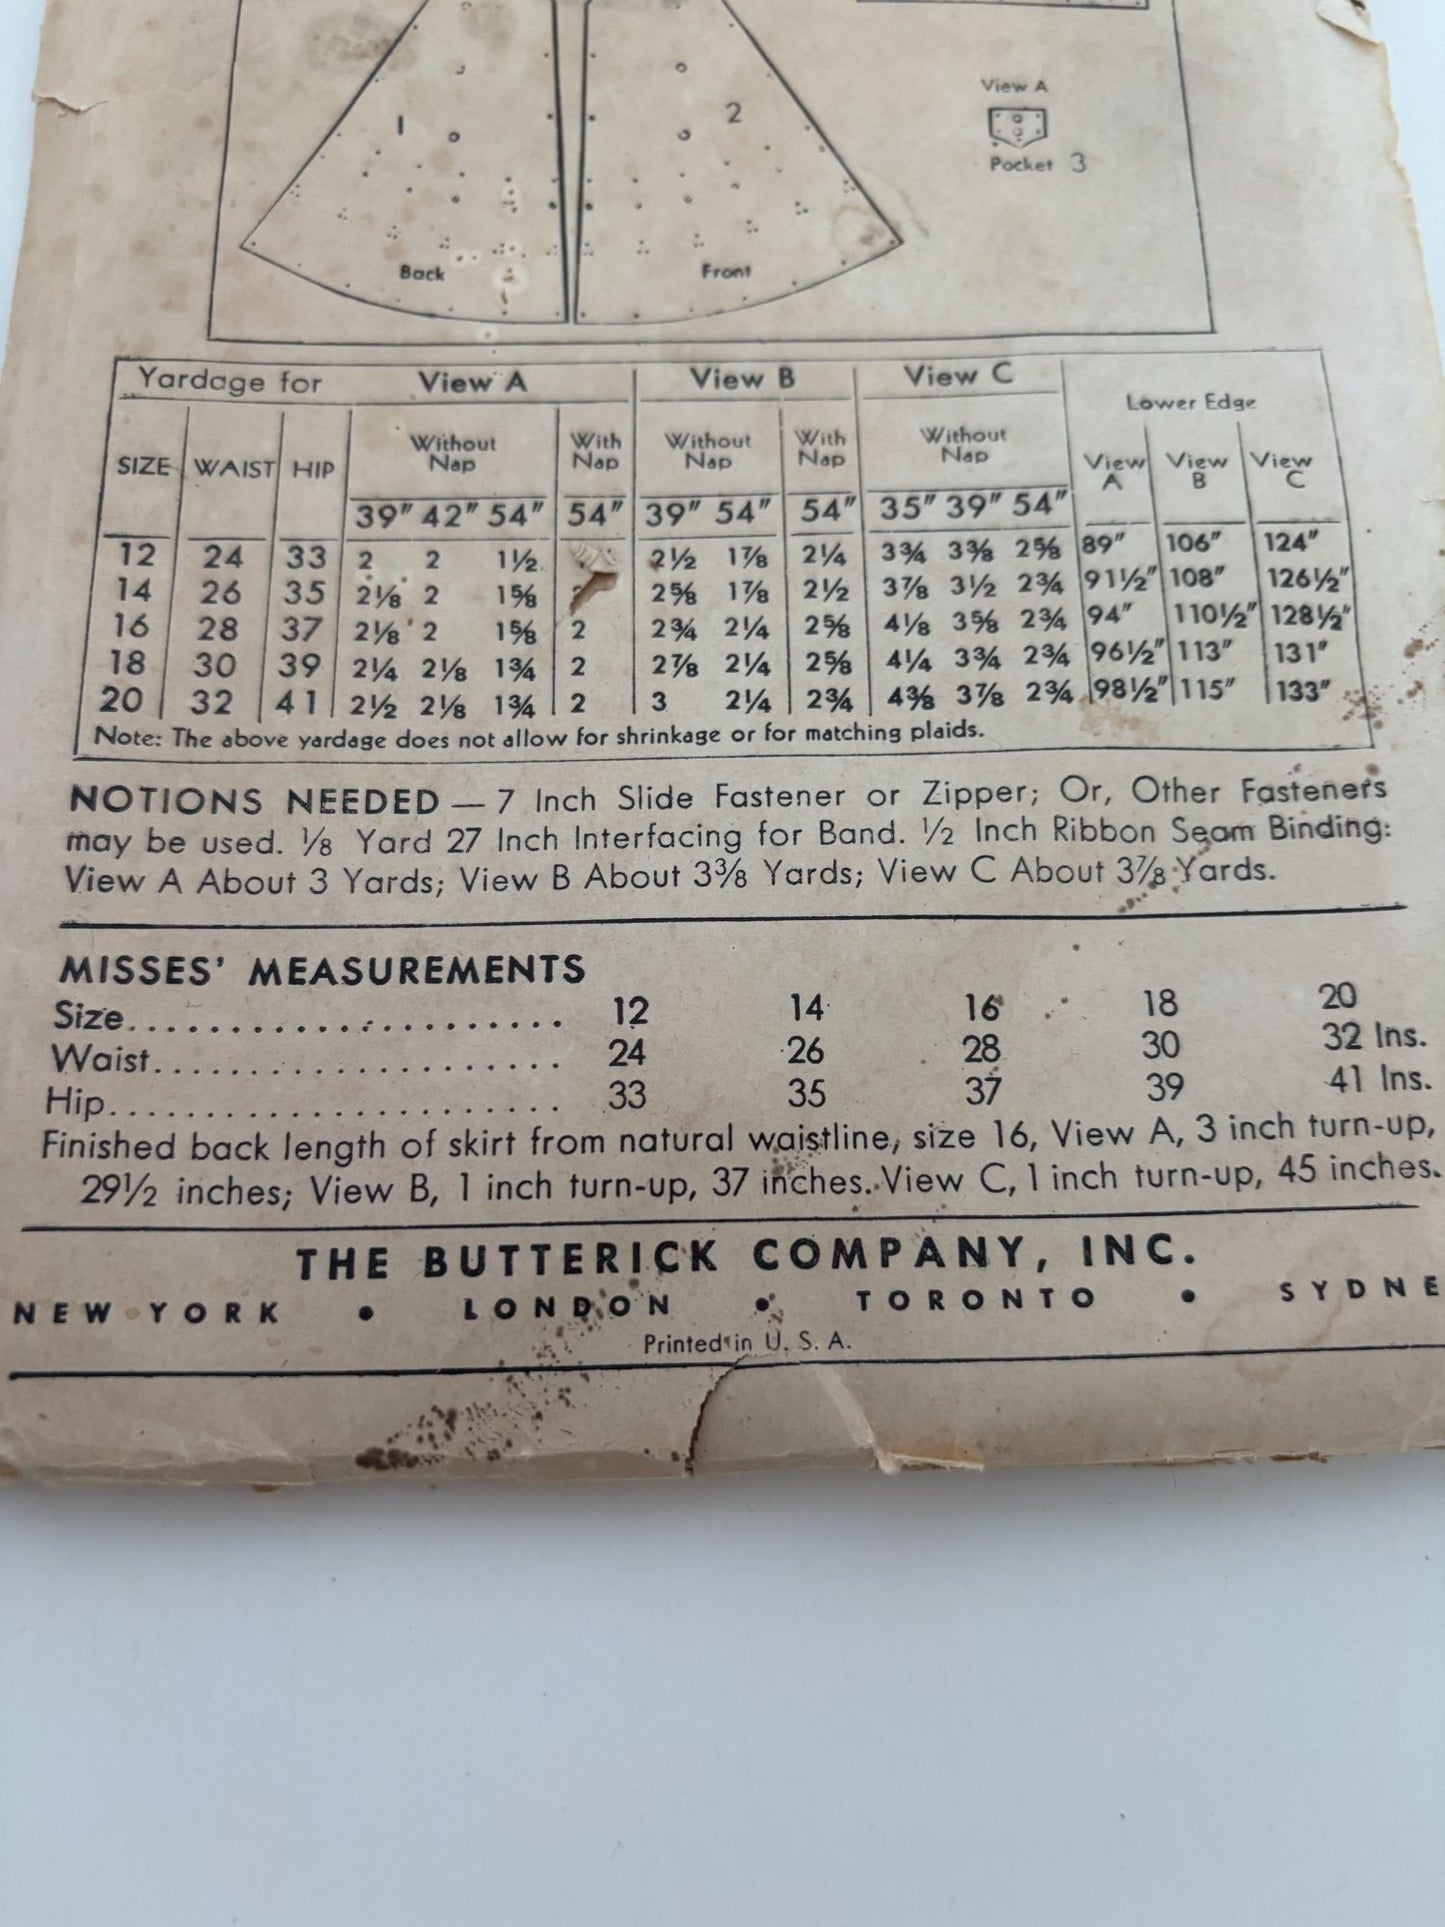 View A
1
2
Pocket 3
Back
Front
Yardage for View A View B View C Lower Edge
SIZE WAIST HIP Without Nap With Nap Without Nap With Nap Without Nap View A View B View C
39" 42" 54" 54" 39" 54" 54" 35" 39" 54"
12 24 33 2 2 1½ 2½ 1⅞ 2¼ 3¾ 3⅜ 2⅝ 89" 106" 124"
14 26 35 2⅛ 2 1⅝ 2⅝ 1⅞ 2½ 3⅞ 3½ 2¾ 91½" 108" 126½"
16 28 37 2⅛ 2 1⅝ 2 2¾ 2¼ 2⅝ 4⅛ 3⅝ 2¾ 94" 110½" 128½"
18 30 39 2¼ 2⅛ 1¾ 2 2⅞ 2¼ 2⅝ 4¼ 3¾ 2¾ 96½" 113" 131"
20 32 41 2½ 2⅛ 1¾ 2 3 2¼ 2¾ 4⅜ 3⅞ 2¾ 98½" 115" 133"
Note: The above yardage does not allow for shrinkage or for matching plaids.
NOTIONS NEEDED — 7 Inch Slide Fastener or Zipper; Or, Other Fasteners
may be used. ⅛ Yard 27 Inch Interfacing for Band. ½ Inch Ribbon Seam Binding:
View A About 3 Yards; View B About 3⅜ Yards; View C About 3⅞ Yards.
MISSES' MEASUREMENTS
Size...................... 12 14 16 18 20
Waist..................... 24 26 28 30 32 Ins.
Hip....................... 33 35 37 39 41 Ins.
Finished back length of skirt from natural waistline, size 16, View A, 3 inch turn-up,
29½ inches; View B, 1 inch turn-up, 37 inches. View C, 1 inch turn-up, 45 inches.
THE BUTTERICK COMPANY, INC.
NEW YORK • LONDON • TORONTO • SYDNE
Printed in U. S. A.